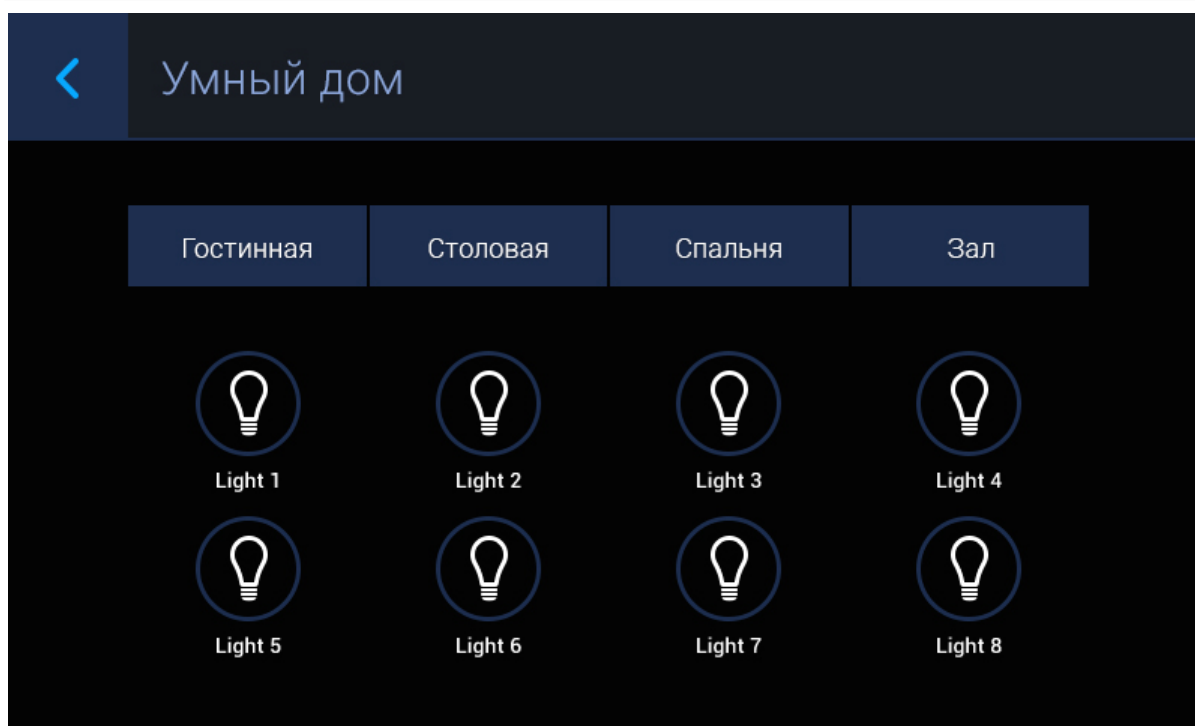 Умный дом
Гостинная Столовая Спальня Зал
Light 1 Light 2 Light 3 Light 4
Light 5 Light 6 Light 7 Light 8